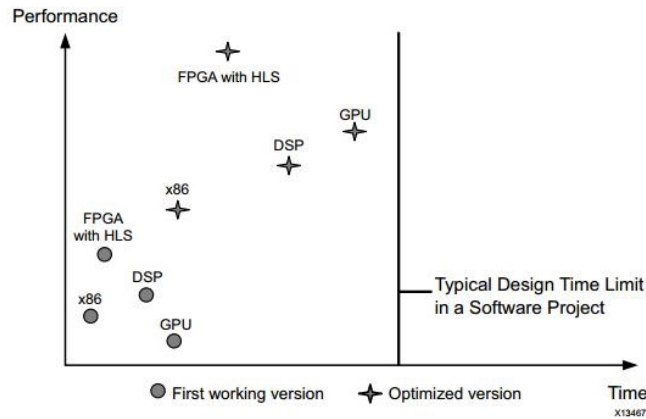 Performance
FPGA with HLS
GPU
DSP
x86
FPGA
with HLS
DSP
x86
GPU
Typical Design Time Limit
in a Software Project
First working version
Optimized version
Time
X13467